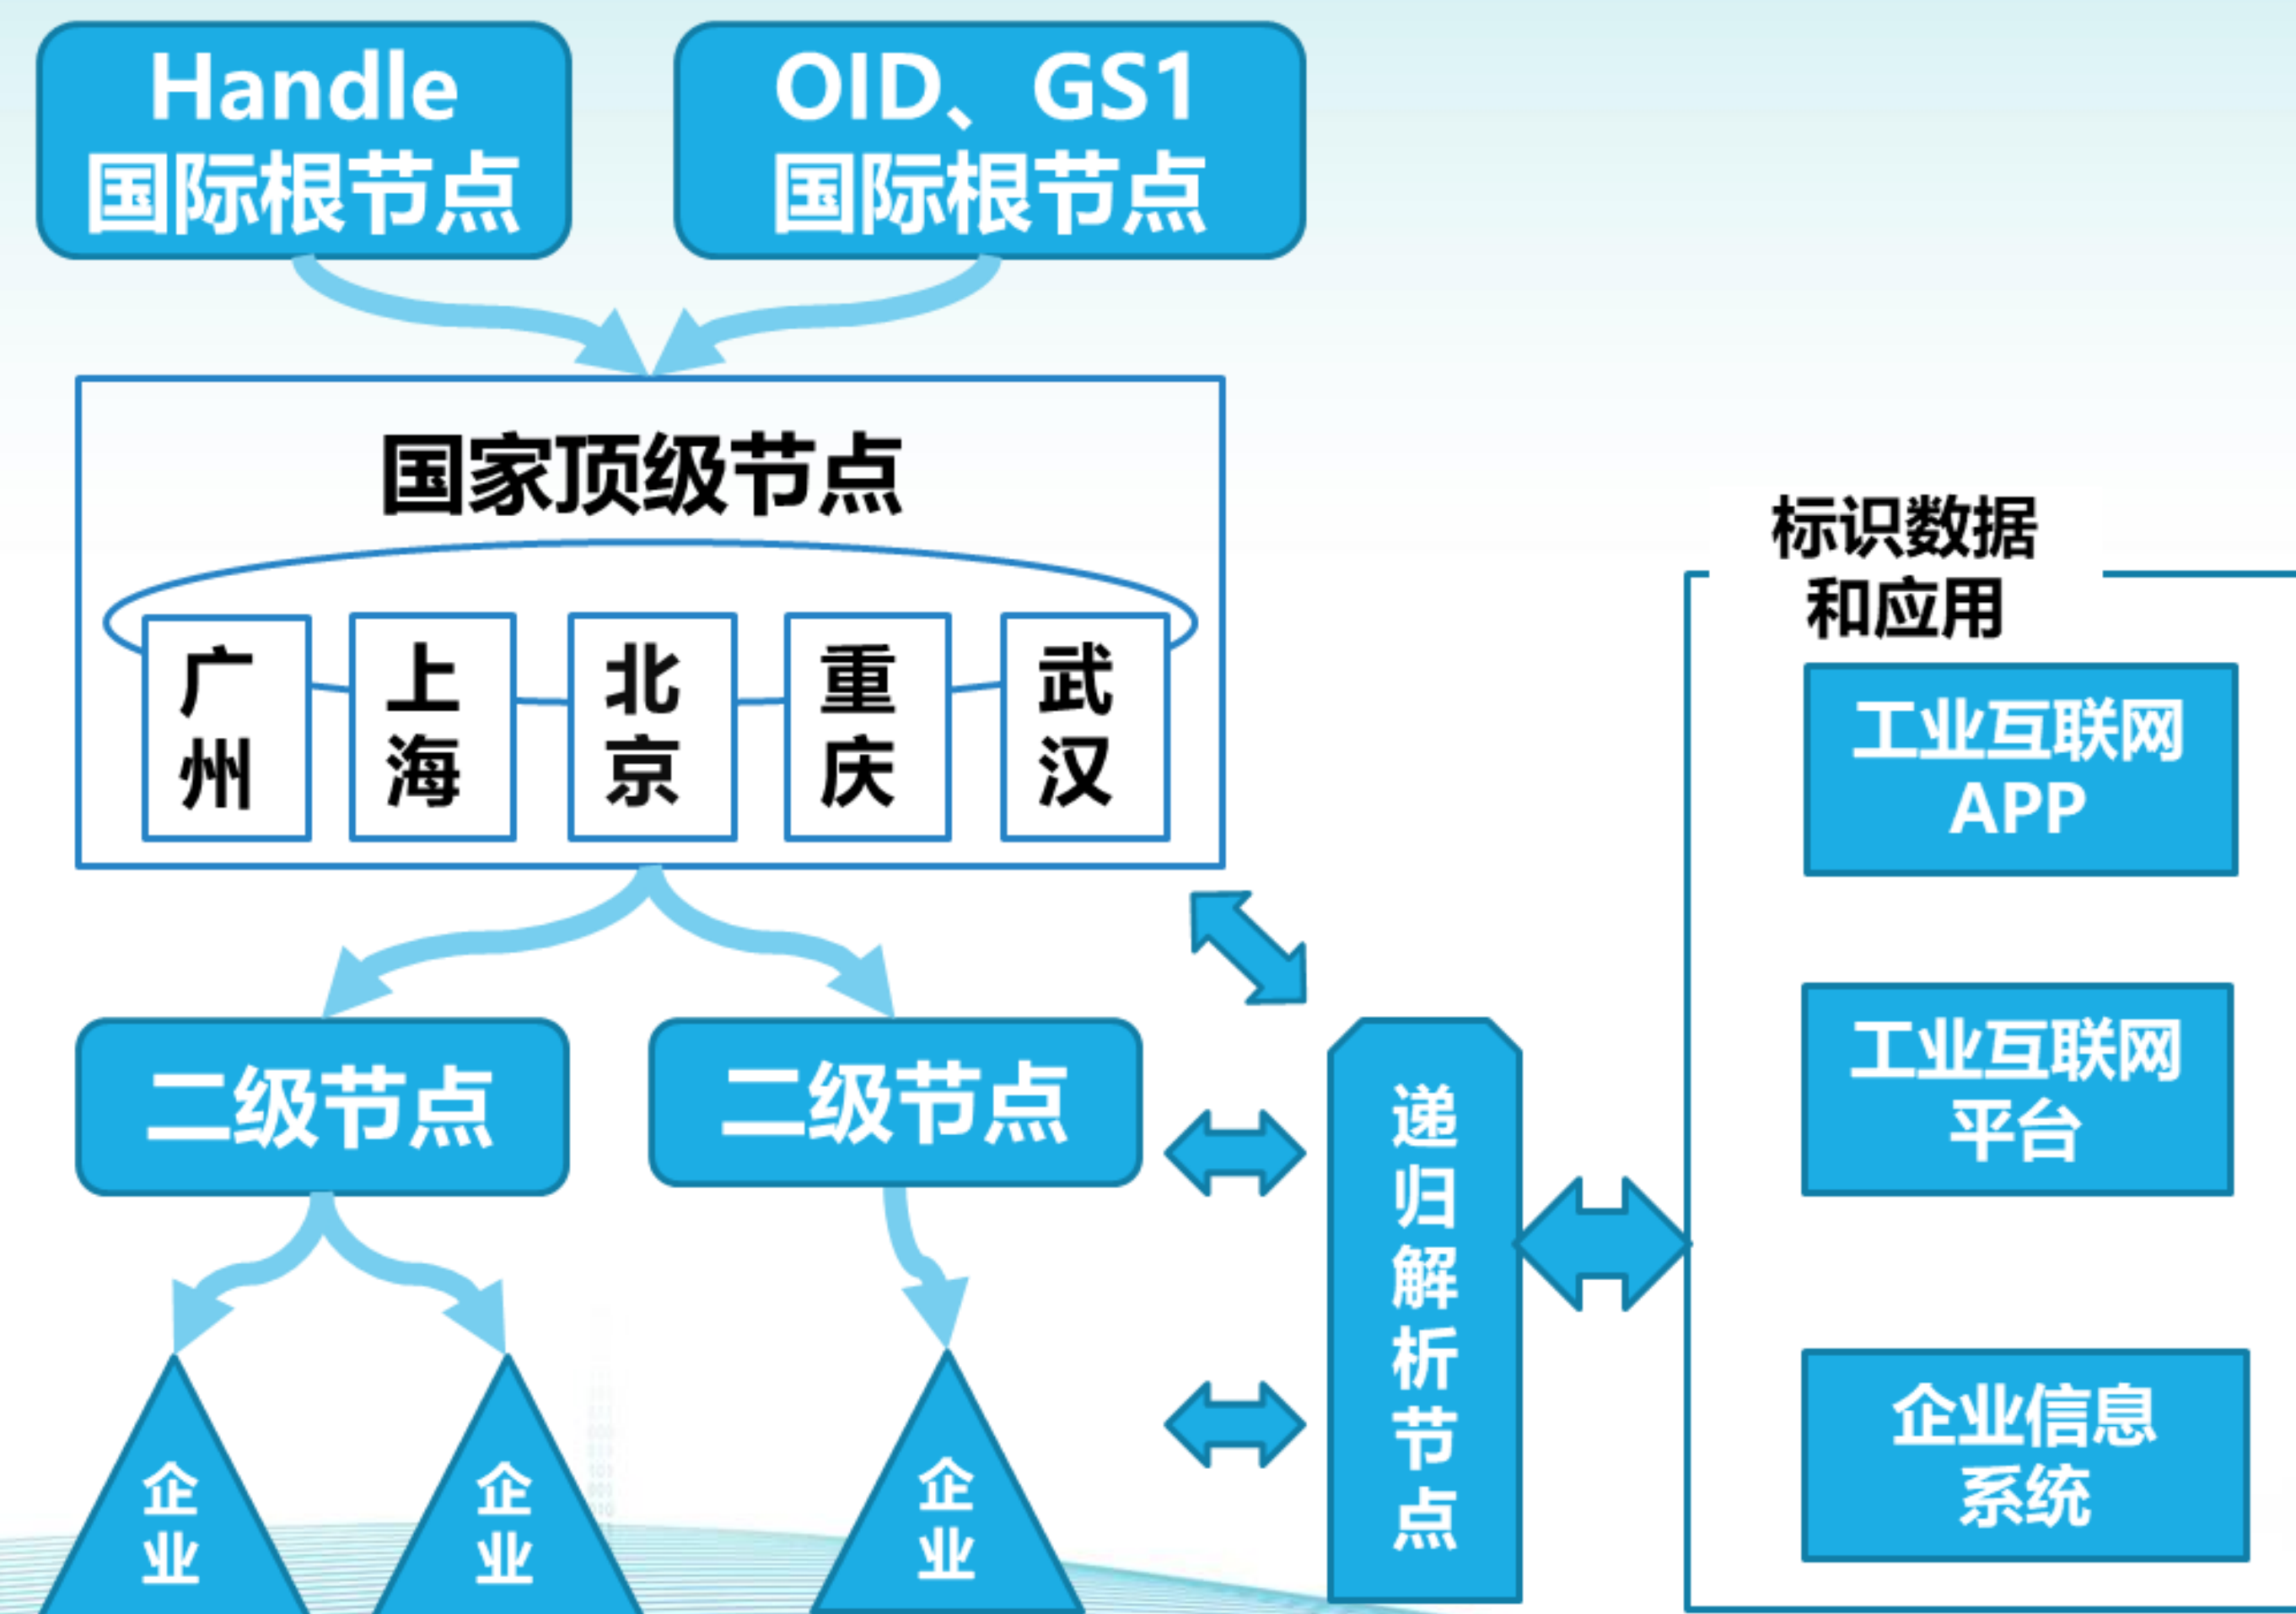 Handle
国际根节点
OID、GS1
国际根节点
国家顶级节点
广
州
上
海
北
京
重
庆
武
汉
标识数据
和应用
工业互联网
APP
二级节点
二级节点
递
归
解
析
节
点
工业互联网
平台
企
业
企
业
企
业
企业信息
系统